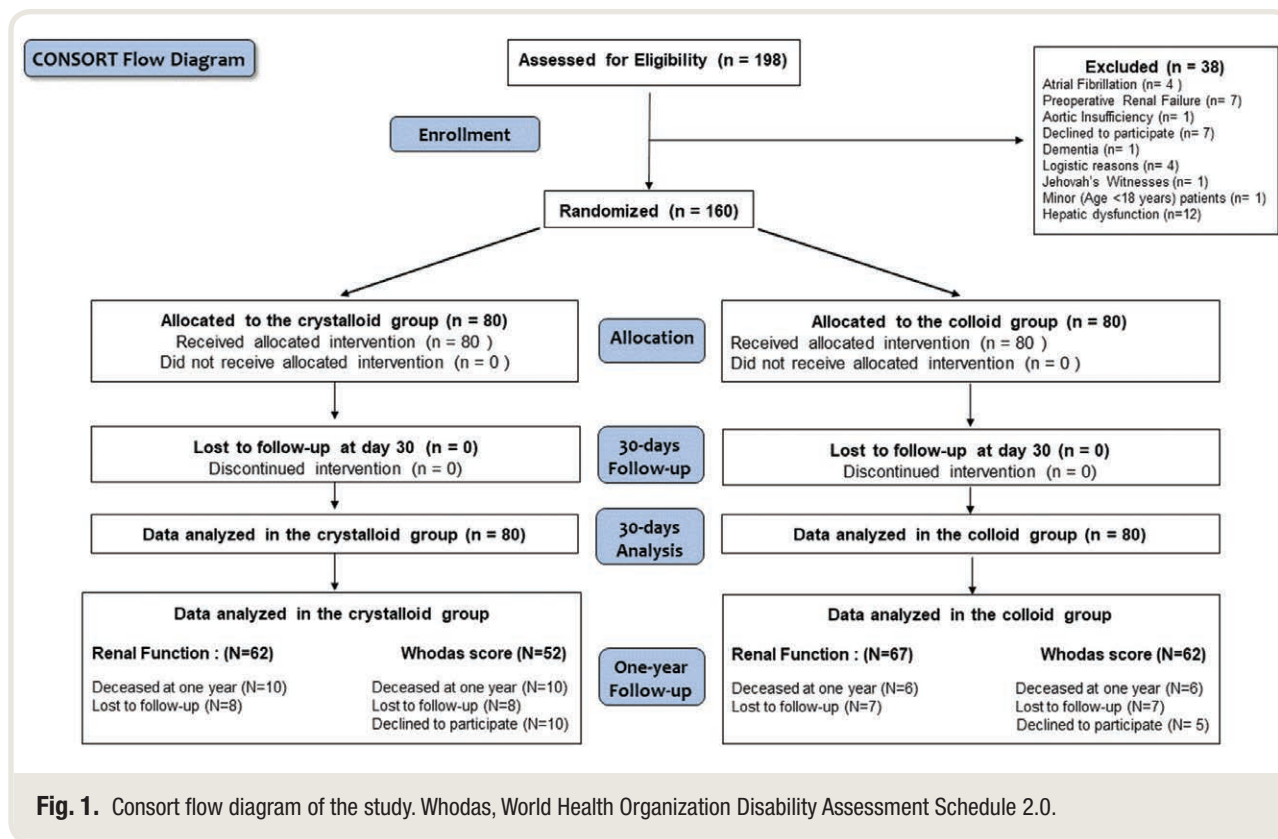 CONSORT Flow Diagram
Assessed for Eligibility (n = 198)
Excluded (n = 38)
Atrial Fibrillation (n= 4 )
Preoperative Renal Failure (n= 7)
Aortic Insufficiency (n= 1)
Declined to participate (n= 7)
Dementia (n= 1)
Logistic reasons (n= 4)
Jehovah's Witnesses (n= 1)
Minor (Age <18 years) patients (n= 1)
Hepatic dysfunction (n=12)
Enrollment
Randomized (n = 160)
Allocated to the crystalloid group (n = 80)
Received allocated intervention (n = 80 )
Did not receive allocated intervention (n = 0 )
Allocation
Allocated to the colloid group (n = 80)
Received allocated intervention (n = 80 )
Did not receive allocated intervention (n = 0 )
Lost to follow-up at day 30 (n = 0)
Discontinued intervention (n = 0)
30-days
Follow-up
Lost to follow-up at day 30 (n = 0)
Discontinued intervention (n = 0)
Data analyzed in the crystalloid group (n = 80)
30-days
Analysis
Data analyzed in the colloid group (n = 80)
Data analyzed in the crystalloid group
Renal Function : (N=62)
Deceased at one year (N=10)
Lost to follow-up (N=8)
Whodas score (N=52)
Deceased at one year (N=10)
Lost to follow-up (N=8)
Declined to participate (N=10)
One-year
Follow-up
Data analyzed in the colloid group
Renal Function : (N=67)
Deceased at one year (N=6)
Lost to follow-up (N=7)
Whodas score (N=62)
Deceased at one year (N=6)
Lost to follow-up (N=7)
Declined to participate (N= 5)
Fig. 1. Consort flow diagram of the study. Whodas, World Health Organization Disability Assessment Schedule 2.0.